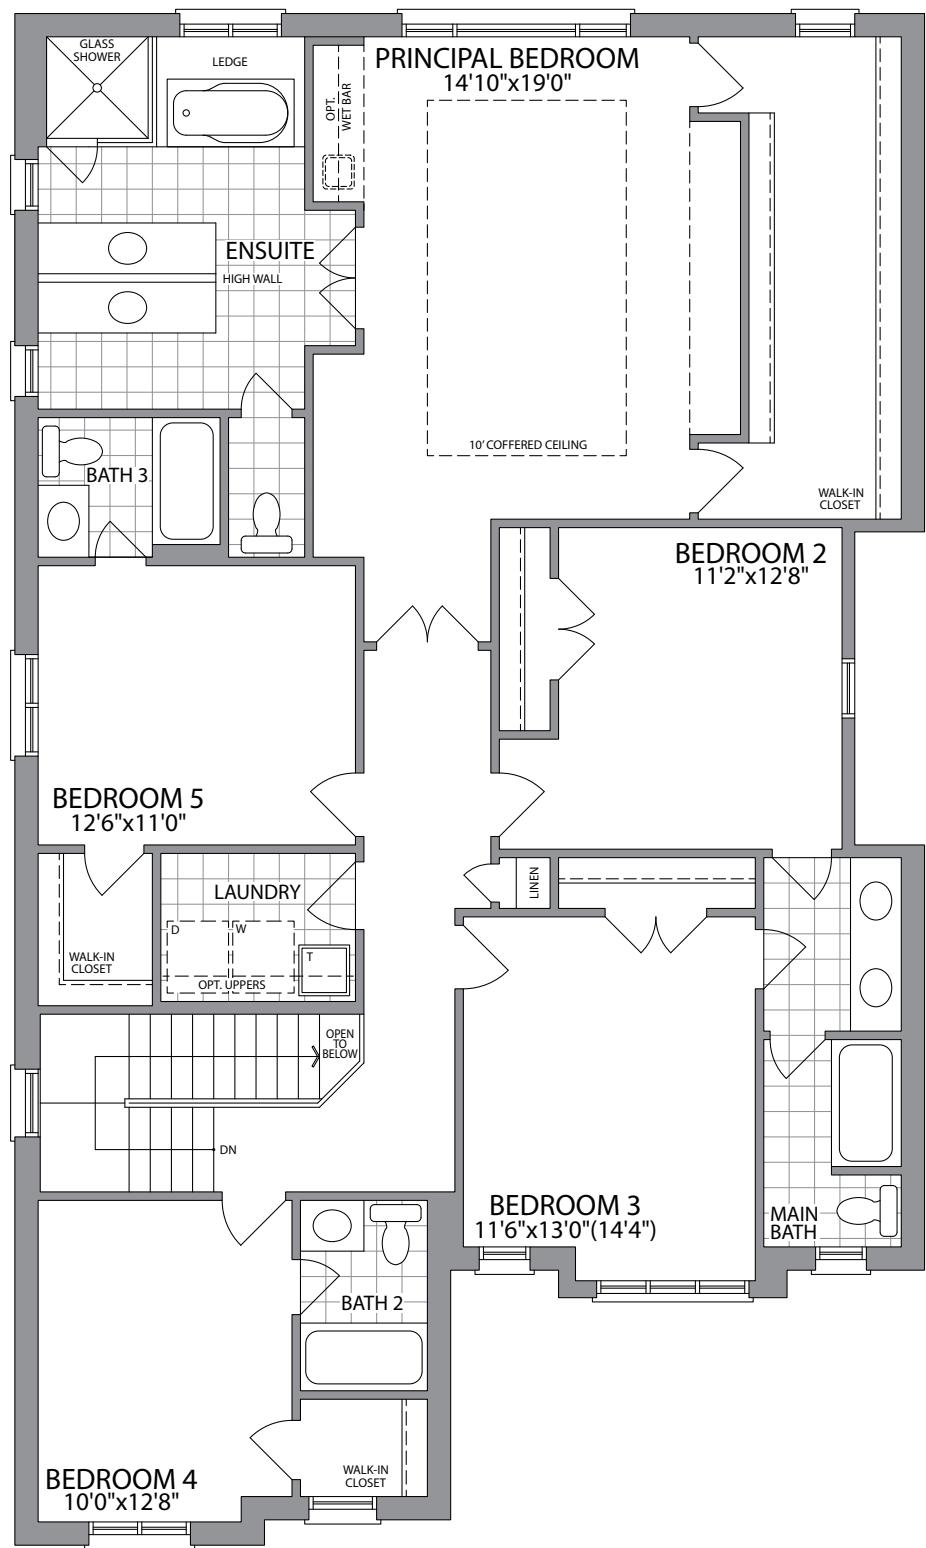 GLASS
SHOWER
LEDGE
OPT.
WET BAR
PRINCIPAL BEDROOM
14'10"x19'0"
ENSUITE
HIGH WALL
10' COFFERED CEILING
WALK-IN
CLOSET
BATH 3
BEDROOM 2
11'2"x12'8"
BEDROOM 5
12'6"x11'0"
LINEN
LAUNDRY
D
W
T
OPT. UPPERS
WALK-IN
CLOSET
OPEN
TO
BELOW
DN
BEDROOM 3
11'6"x13'0"(14'4")
MAIN
BATH
BATH 2
BEDROOM 4
10'0"x12'8"
WALK-IN
CLOSET